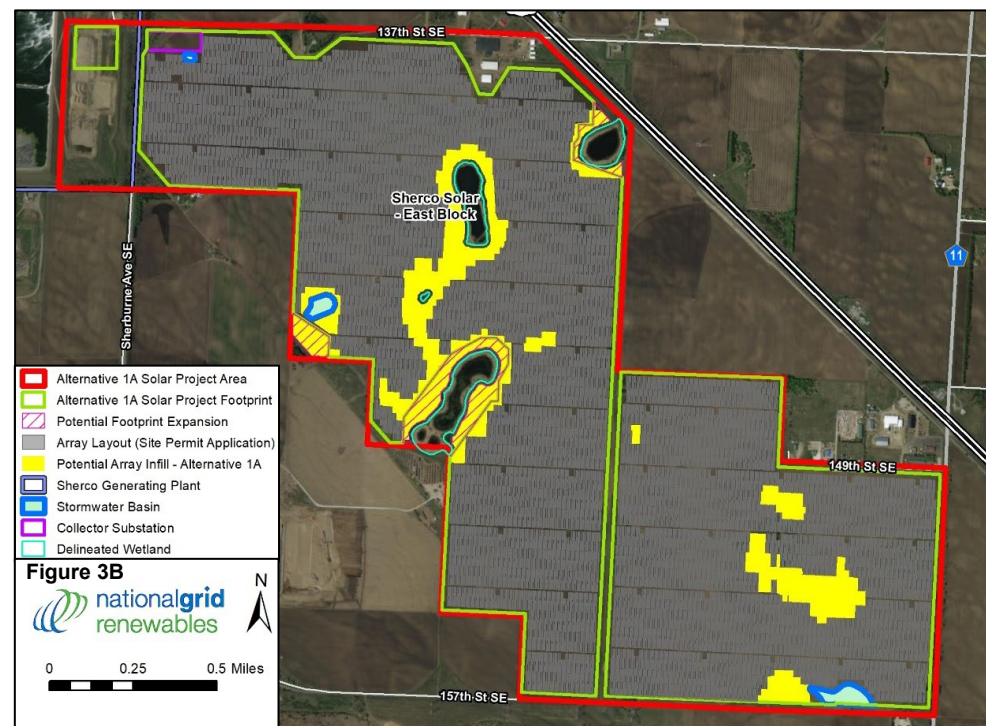 137th St SE
Sherco Solar
- East Block
Sherburne Ave SE
11
149th St SE
157th St SE
Alternative 1A Solar Project Area
Alternative 1A Solar Project Footprint
Potential Footprint Expansion
Array Layout (Site Permit Application)
Potential Array Infill - Alternative 1A
Sherco Generating Plant
Stormwater Basin
Collector Substation
Delineated Wetland
Figure 3B
nationalgrid
renewables
N
0 0.25 0.5 Miles